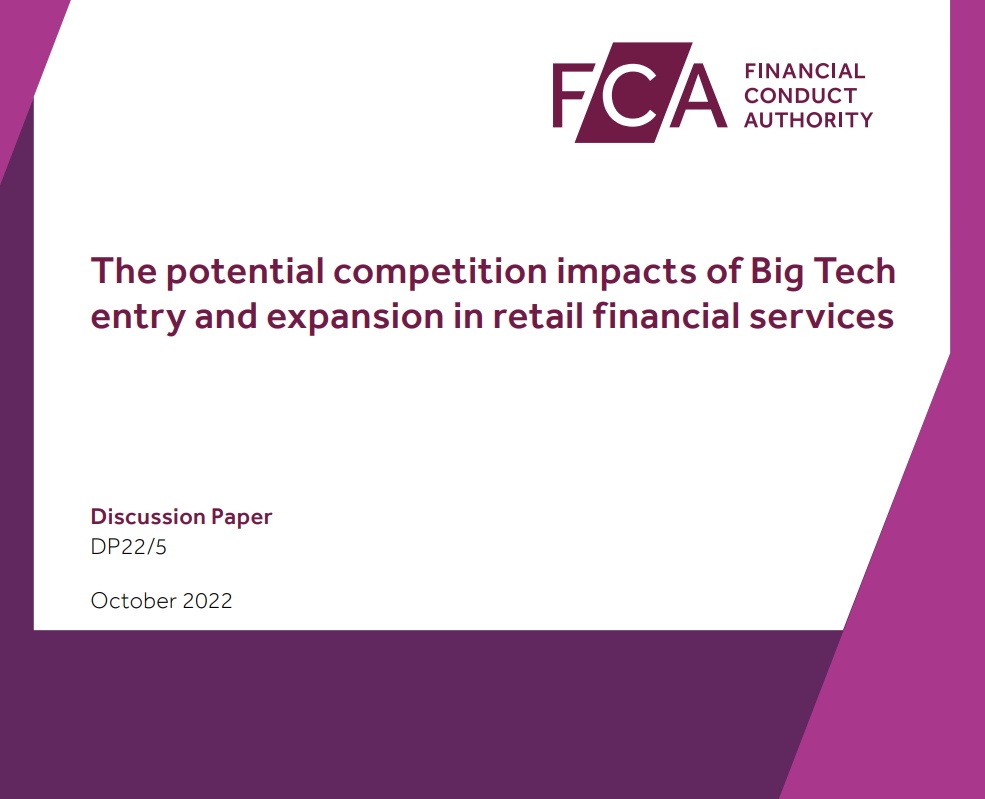 FCA
FINANCIAL
CONDUCT
AUTHORITY
The potential competition impacts of Big Tech
entry and expansion in retail financial services
Discussion Paper
DP22/5
October 2022